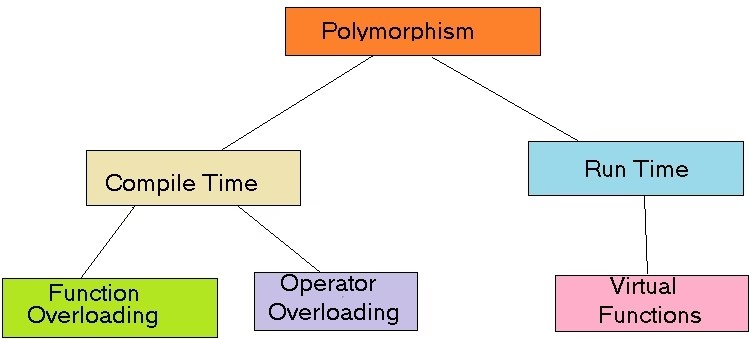 Polymorphism
Compile Time
Run Time
Function
Overloading
Operator
Overloading
Virtual
Functions